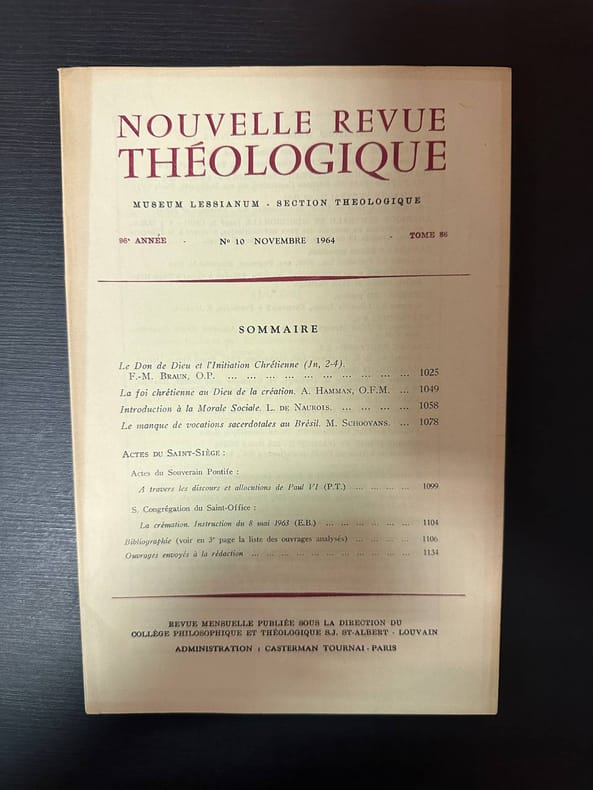 NOUVELLE REVUE
THÉOLOGIQUE
MUSEUM LESSIANUM - SECTION THEOLOGIQUE
96e ANNÉE - No 10 NOVEMBRE 1964 - TOME 86
SOMMAIRE
Le Don de Dieu et l'Initiation Chrétienne (Jn, 2-4).
F.-M. BRAUN, O.P. ... ... ... ... ... ... ... ... ... ... ... 1025
La foi chrétienne au Dieu de la création. A. HAMMAN, O.F.M. ... 1049
Introduction à la Morale Sociale. L. DE NAUROIS. ... ... ... ... 1058
Le manque de vocations sacerdotales au Brésil. M. SCHOOYANS. ... 1078
ACTES DU SAINT-SIÈGE :
Actes du Souverain Pontife :
A travers les discours et allocutions de Paul VI (P.T.) ... ... ... ... 1099
S. Congrégation du Saint-Office :
La crémation. Instruction du 8 mai 1963 (E.B.) ... ... ... ... ... ... 1104
Bibliographie (voir en 3e page la liste des ouvrages analysés) ... ... ... ... 1106
Ouvrages envoyés à la rédaction ... ... ... ... ... ... ... ... ... ... ... 1134
REVUE MENSUELLE PUBLIÉE SOUS LA DIRECTION DU
COLLÈGE PHILOSOPHIQUE ET THÉOLOGIQUE S.J. ST-ALBERT - LOUVAIN
ADMINISTRATION : CASTERMAN TOURNAI - PARIS